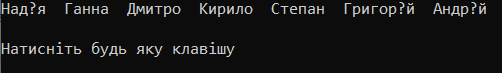 Над?я Ганна Дмитро Кирило Степан Григор?й Андр?й
Натисніть будь яку клавішу